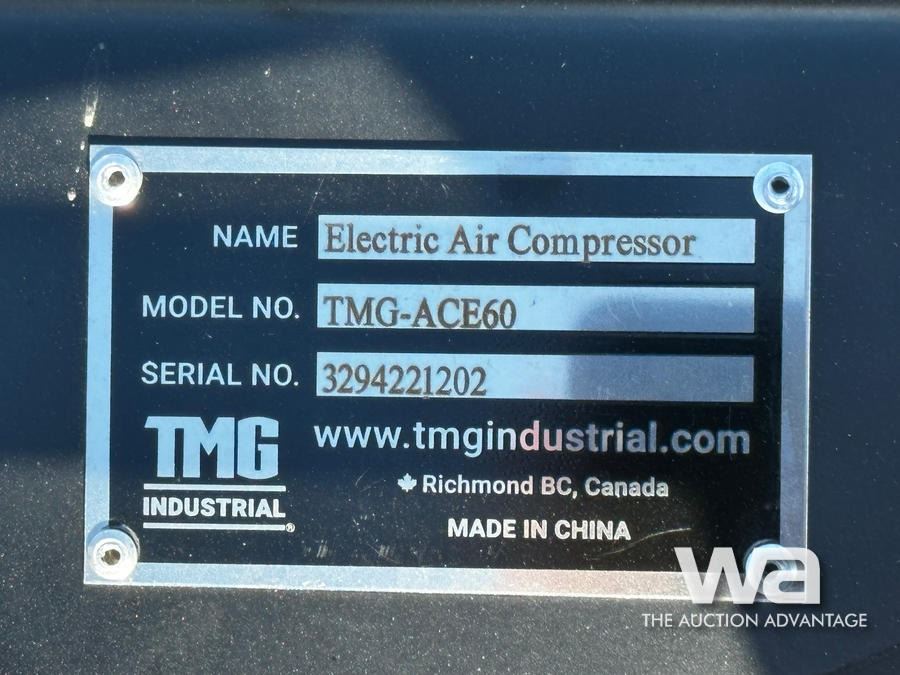 NAME Electric Air Compressor
MODEL NO. TMG-ACE60
SERIAL NO. 3294221202
TMG
INDUSTRIAL®
www.tmgindustrial.com
Richmond BC, Canada
MADE IN CHINA
wa
THE AUCTION ADVANTAGE